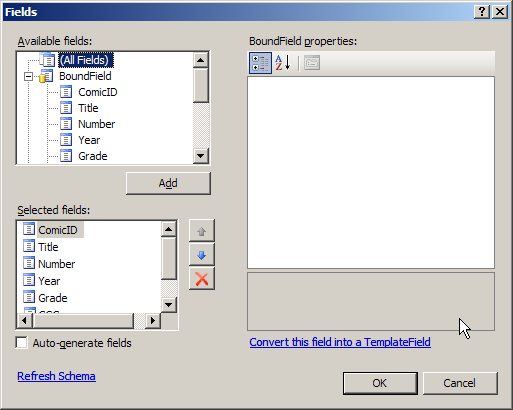 Fields
Available fields:
(All Fields)
BoundField
ComicID
Title
Number
Year
Grade
Add
Selected fields:
ComicID
Title
Number
Year
Grade
Auto-generate fields
Refresh Schema
BoundField properties:
Convert this field into a TemplateField
OK
Cancel